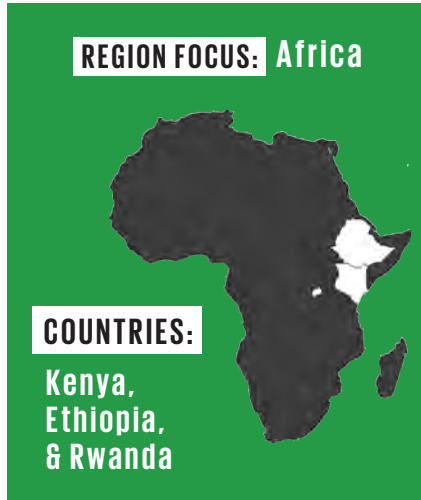 REGION FOCUS: Africa
COUNTRIES:
Kenya,
Ethiopia,
& Rwanda